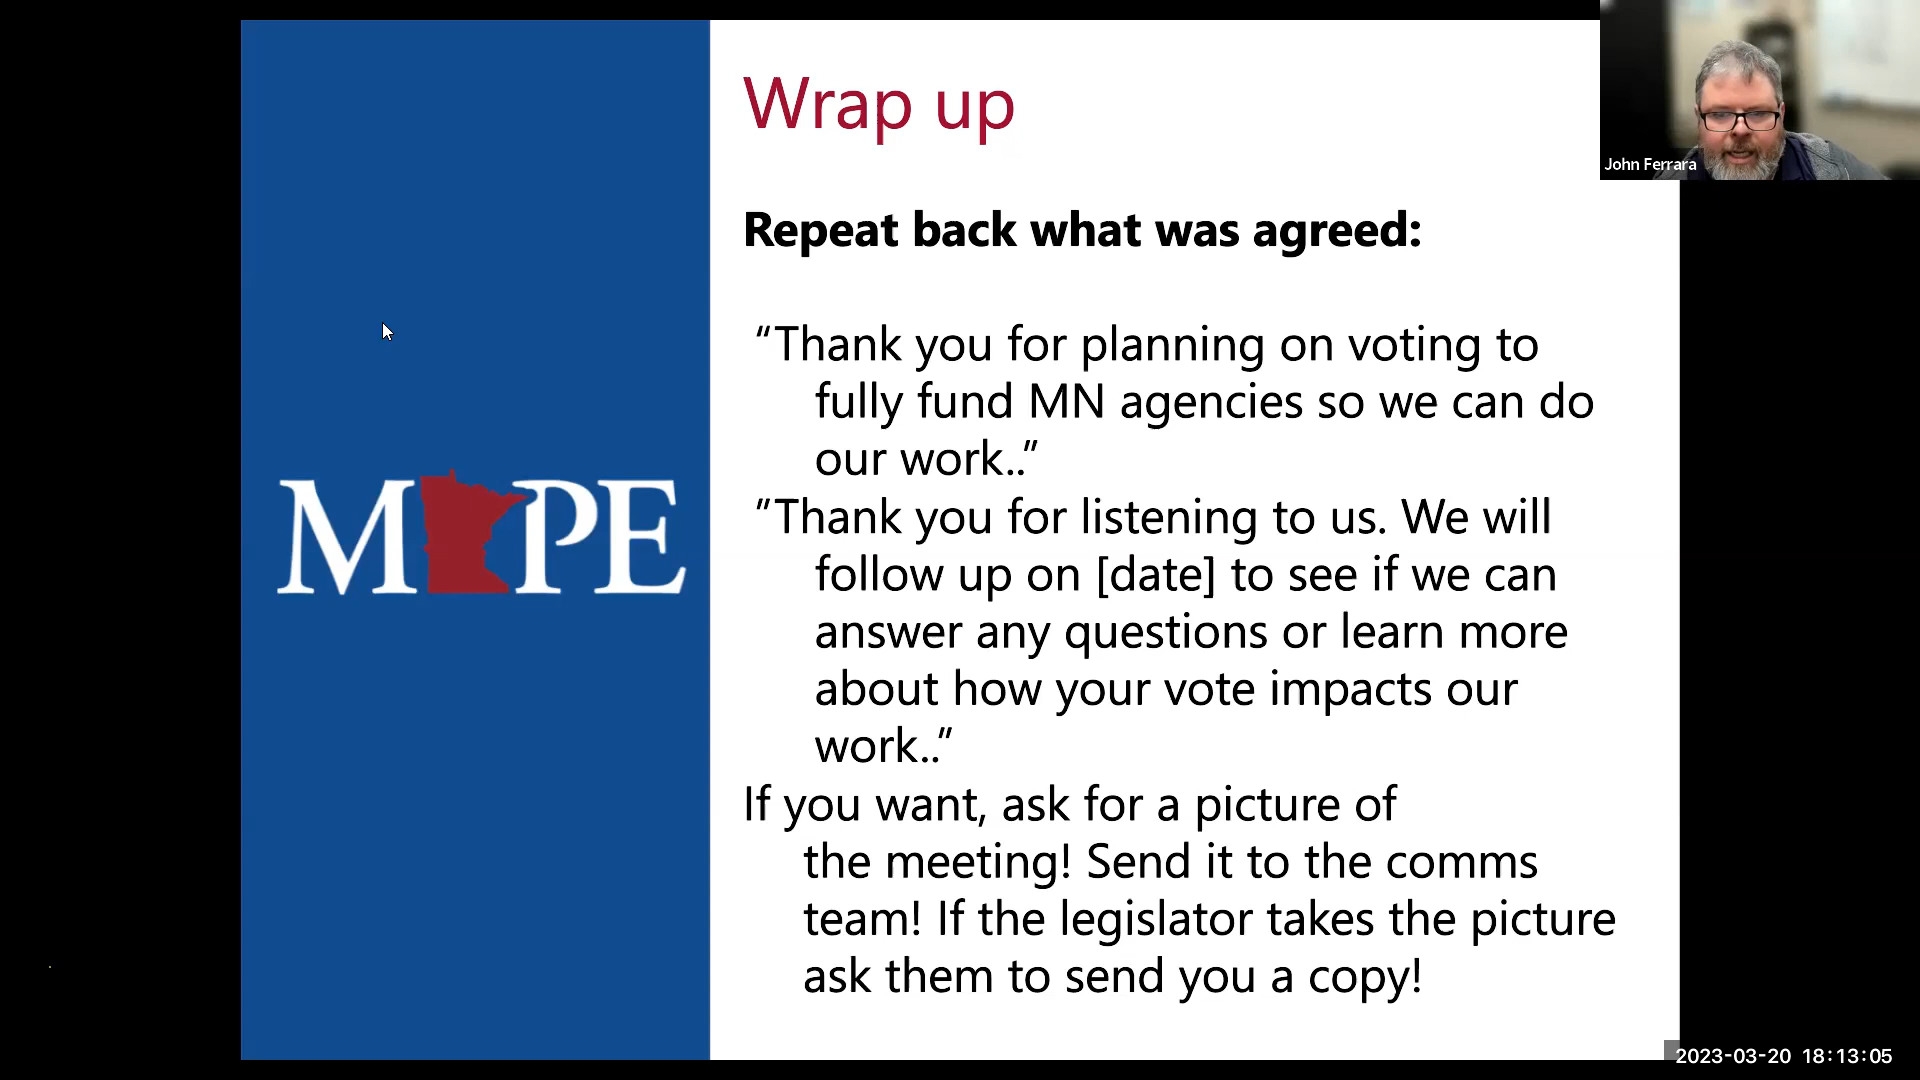 Wrap up
John Ferrara
Repeat back what was agreed:
“Thank you for planning on voting to
fully fund MN agencies so we can do
our work..”
”Thank you for listening to us. We will
follow up on [date] to see if we can
answer any questions or learn more
about how your vote impacts our
work..”
If you want, ask for a picture of
the meeting! Send it to the comms
team! If the legislator takes the picture
ask them to send you a copy!
M PE
2023-03-20 18:13:05